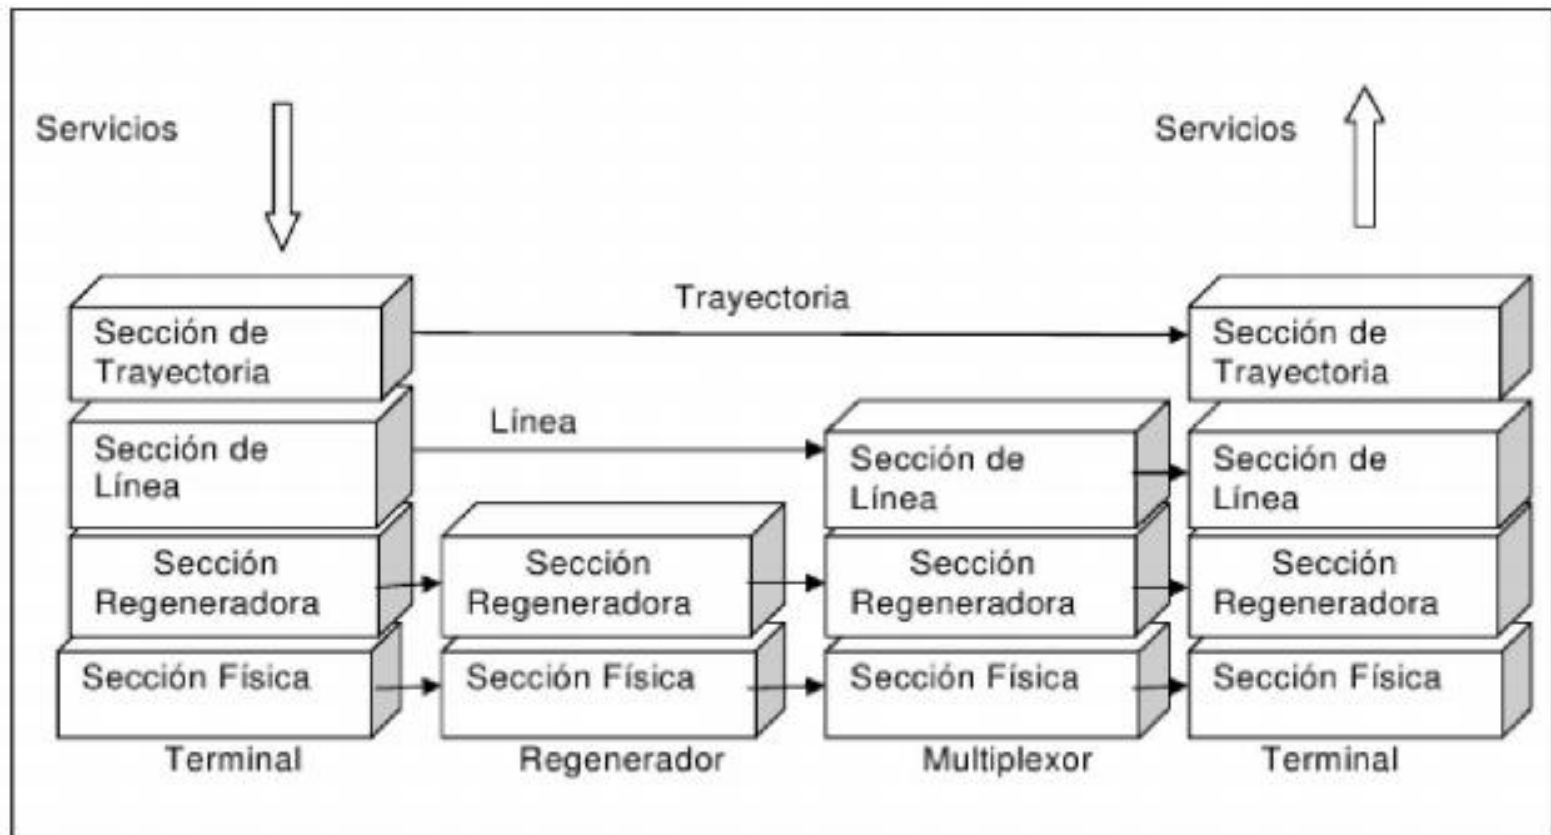 Servicios
Servicios
Trayectoria
Sección de
Trayectoria
Sección de
Trayectoria
Línea
Sección de
Línea
Sección de
Línea
Sección de
Línea
Sección
Regeneradora
Sección
Regeneradora
Sección
Regeneradora
Sección
Regeneradora
Sección Física
Sección Física
Sección Física
Sección Física
Terminal
Regenerador
Multiplexor
Terminal